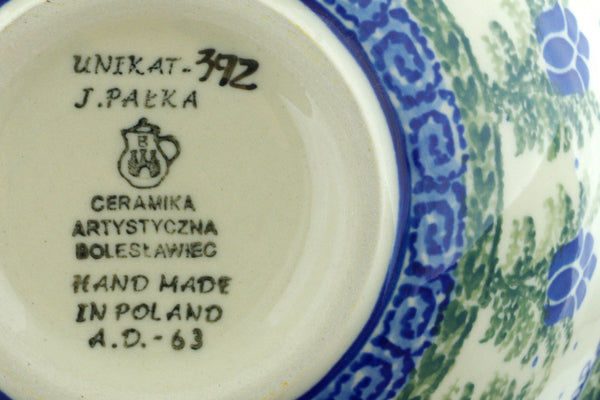 UNIKAT-392
J. PAŁKA
B
CERAMIKA
ARTYSTYCZNA
BOLESŁAWIEC
HAND MADE
IN POLAND
A.D.-63